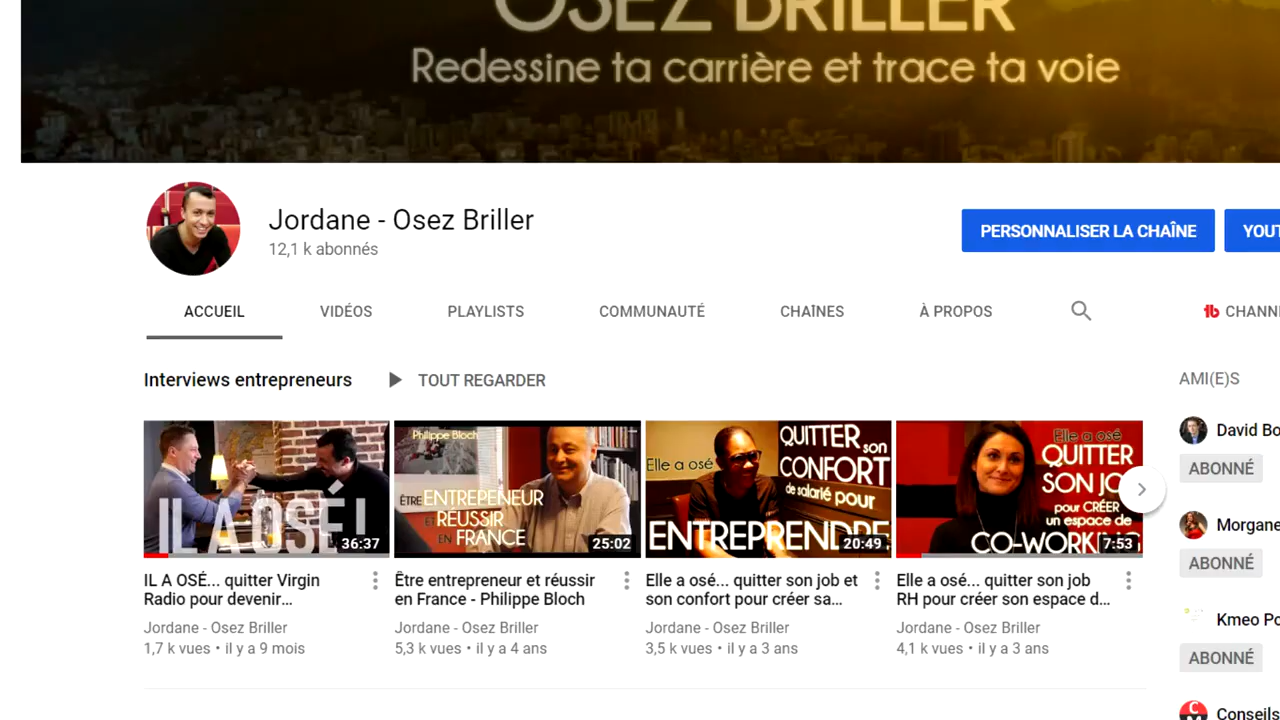 OSEZ BRILLER
Redessine ta carrière et trace ta voie
Jordane - Osez Briller
12,1 k abonnés
PERSONNALISER LA CHAÎNE
YOUT
ACCUEIL
VIDÉOS
PLAYLISTS
COMMUNAUTÉ
CHAÎNES
À PROPOS
CHANN
Interviews entrepreneurs
TOUT REGARDER
AMI(E)S
IL A OSÉ !
36:37
Philippe Bloch
ÊTRE ENTREPENEUR
ET RÉUSSIR
EN FRANCE
25:02
Elle a osé
QUITTER son
CONFORT
de salarié pour
ENTREPRENDRE
20:49
Elle a osé
QUITTER
SON JO
pour CRÉER
un espace de
CO-WORKING
7:53
IL A OSÉ... quitter Virgin
Radio pour devenir...
Jordane - Osez Briller
1,7 k vues • il y a 9 mois
Être entrepreneur et réussir
en France - Philippe Bloch
Jordane - Osez Briller
5,3 k vues • il y a 4 ans
Elle a osé... quitter son job et
son confort pour créer sa...
Jordane - Osez Briller
3,5 k vues • il y a 3 ans
Elle a osé... quitter son job
RH pour créer son espace d...
Jordane - Osez Briller
4,1 k vues • il y a 3 ans
David Bo
ABONNÉ
Morgane
ABONNÉ
Kmeo Po
ABONNÉ
Conseils